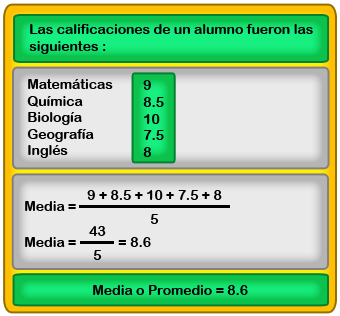 Las calificaciones de un alumno fueron las
siguientes :
Matemáticas 9
Química 8.5
Biología 10
Geografía 7.5
Inglés 8
Media = 9 + 8.5 + 10 + 7.5 + 8
5
Media = 43
5 = 8.6
Media o Promedio = 8.6